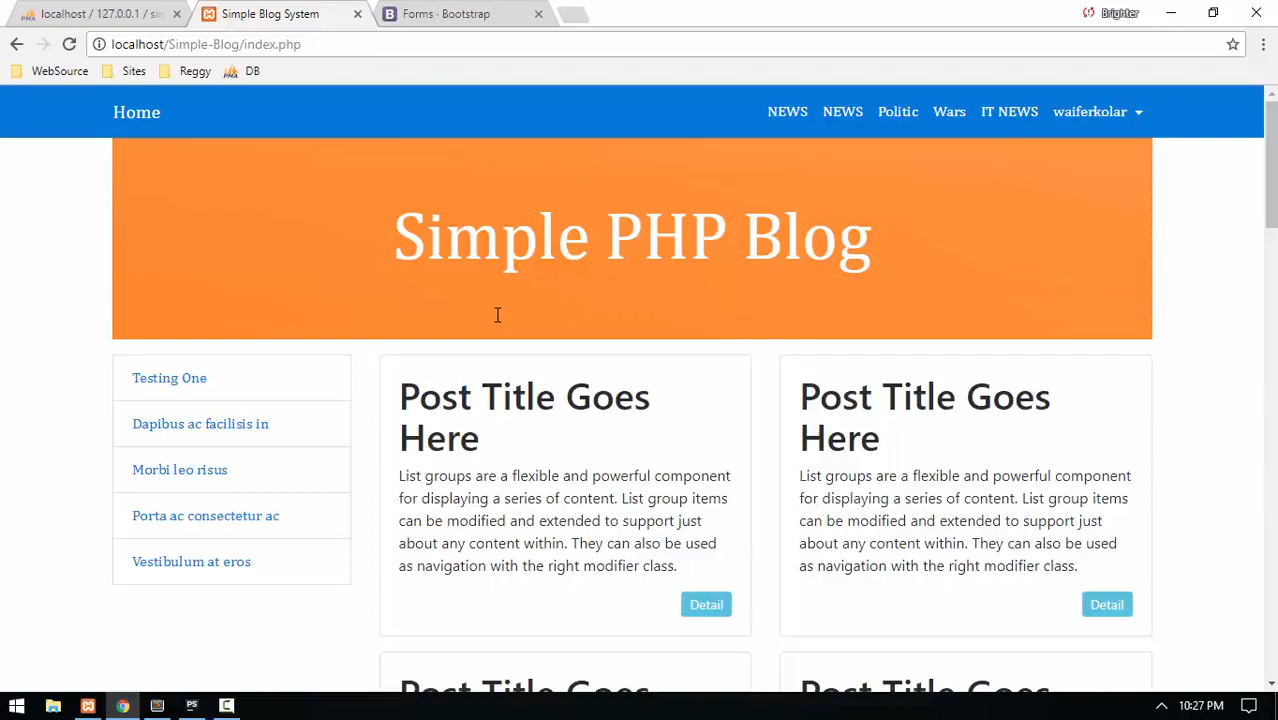 localhost / 127.0.0.1 / sim
Simple Blog System
Forms · Bootstrap
Brighter
localhost/Simple-Blog/index.php
WebSource
Sites
Reggy
DB
Home
NEWS NEWS Politic Wars IT NEWS waiferkolar
Simple PHP Blog
Testing One
Dapibus ac facilisis in
Morbi leo risus
Porta ac consectetur ac
Vestibulum at eros
Post Title Goes
Here
List groups are a flexible and powerful component
for displaying a series of content. List group items
can be modified and extended to support just
about any content within. They can also be used
as navigation with the right modifier class.
Detail
Post Title Goes
Here
List groups are a flexible and powerful component
for displaying a series of content. List group items
can be modified and extended to support just
about any content within. They can also be used
as navigation with the right modifier class.
Detail
Post Title Goes
Post Title Goes
10:27 PM